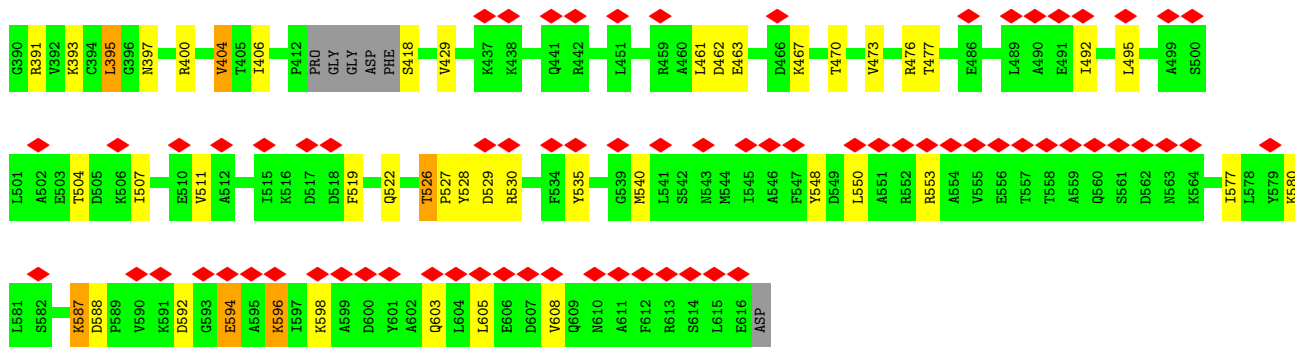 G390 R391 V392 K393 C394 L395 G396 N397 R400 V404 T405 I406 P412 PRO GLY GLY ASP PHE S418 V429 K437 K438 Q441 R442 L451 R459 A460 L461 D462 E463 D466 K467 T470 V473 R476 T477 E486 L489 A490 E491 I492 L495 A499 S500
L501 A502 E503 T504 D505 K506 I507 E510 V511 A512 I515 K516 D517 D518 F519 Q522 T526 P527 Y528 D529 R530 F534 Y535 G539 M540 L541 S542 N543 M544 I545 A546 F547 Y548 D549 L550 A551 R552 R553 A554 V555 E556 T557 T558 A559 Q560 S561 D562 N563 K564 I577 L578 Y579 K580
L581 S582 K587 D588 P589 V590 K591 D592 G593 E594 A595 K596 I597 K598 A599 D600 Y601 A602 Q603 L604 L605 E606 D607 V608 Q609 N610 A611 F612 R613 S614 L615 E616 ASP